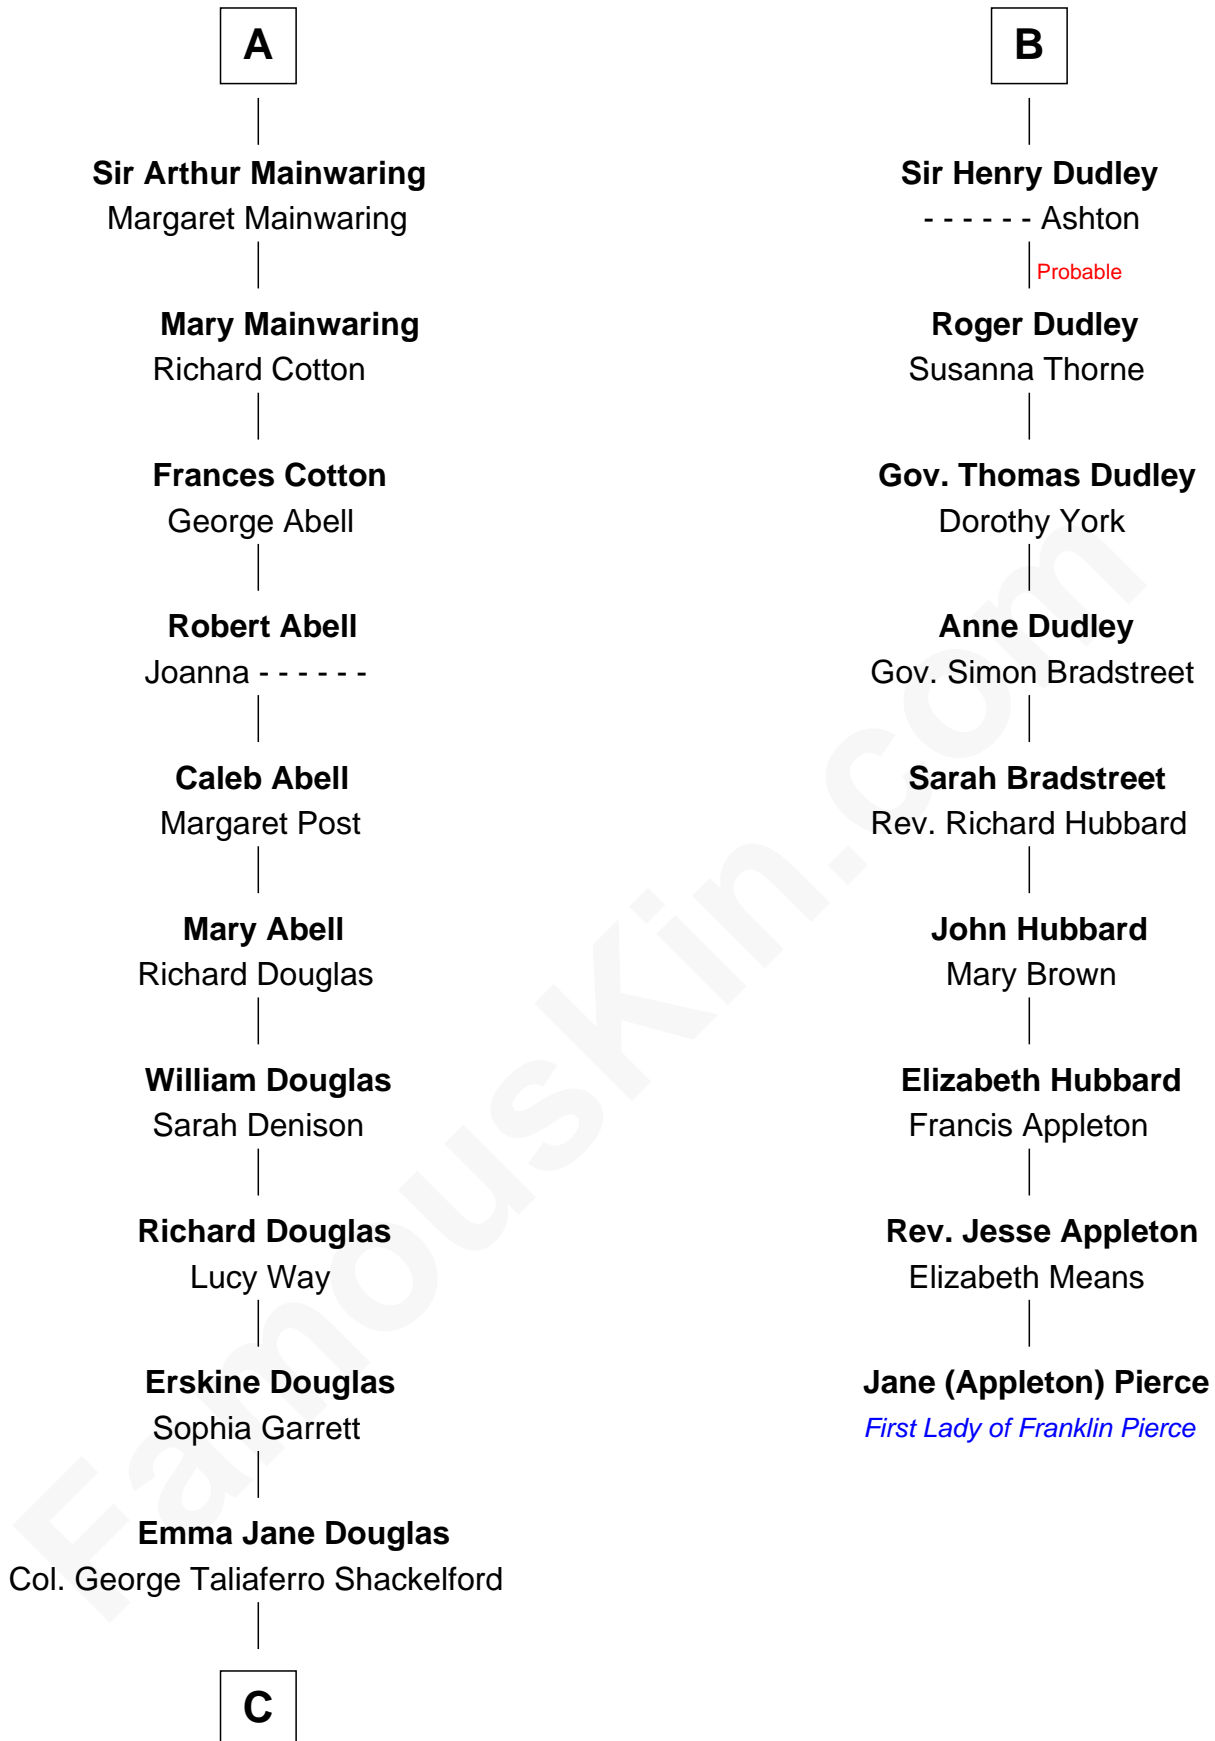 A
Sir Arthur Mainwaring
Margaret Mainwaring
Mary Mainwaring
Richard Cotton
Frances Cotton
George Abell
Robert Abell
Joanna - - - - - -
Caleb Abell
Margaret Post
Mary Abell
Richard Douglas
William Douglas
Sarah Denison
Richard Douglas
Lucy Way
Erskine Douglas
Sophia Garrett
Emma Jane Douglas
Col. George Taliaferro Shackelford
C
B
Sir Henry Dudley
- - - - - - Ashton
Probable
Roger Dudley
Susanna Thorne
Gov. Thomas Dudley
Dorothy York
Anne Dudley
Gov. Simon Bradstreet
Sarah Bradstreet
Rev. Richard Hubbard
John Hubbard
Mary Brown
Elizabeth Hubbard
Francis Appleton
Rev. Jesse Appleton
Elizabeth Means
Jane (Appleton) Pierce
First Lady of Franklin Pierce
FamousKin.com